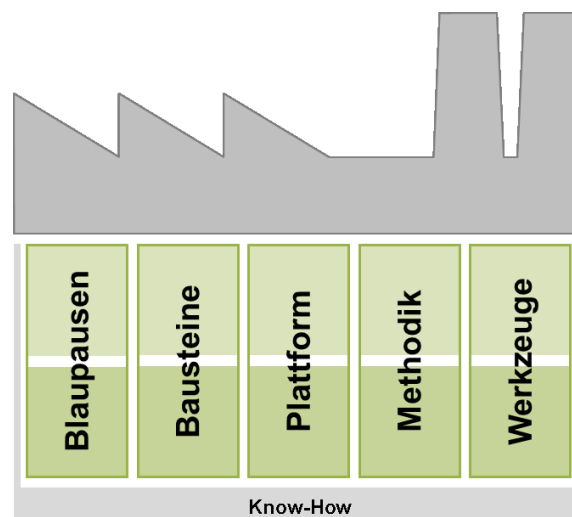 Blaupausen
Bausteine
Plattform
Methodik
Werkzeuge
Know-How